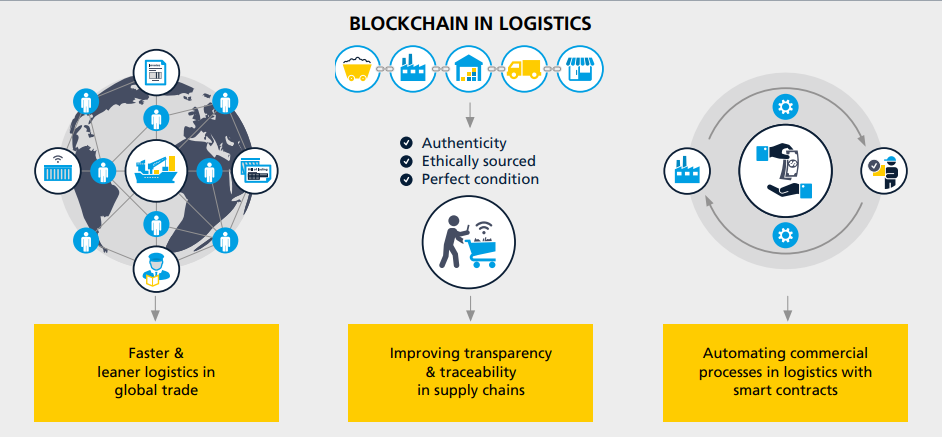 BLOCKCHAIN IN LOGISTICS
Authenticity
Ethically sourced
Perfect condition
Faster &
leaner logistics in
global trade
Improving transparency
& traceability
in supply chains
Automating commercial
processes in logistics with
smart contracts